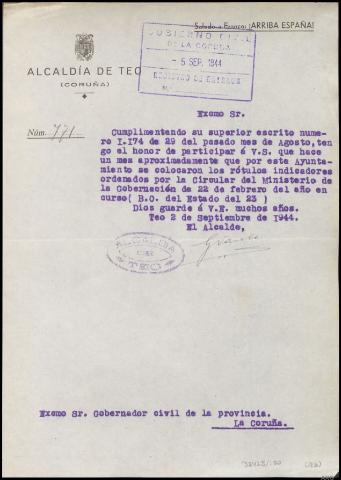 Saludo a Franco: ¡ARRIBA ESPAÑA!
GOBIERNO CIVIL
DE LA CORUÑA
- 5 SEP. 1944
REGISTRO DE ENTRADA
ALCALDÍA DE TEO
(CORUÑA)
Núm. 771
Excmo Sr.
Cumplimentando su superior escrito nume-
ro I.I74 de 29 del pasado mes de Agosto, ten
go el honor de participar á V.S. que hace
un mes aproximadamente que por este Ayunta-
miento se colocaron los rótulos indicadores
ordenados por la Circular del Ministerio de
la Gobernación de 22 de febrero del año en
curso( B.O. del Estado del 23 )
Dios guarde á V.E. muchos años.
Teo 2 de Septiembre de 1944.
El Alcalde,
ALCALDIA
DE
TEO
Excmo Sr. Gobernador civil de la provincia.
La Coruña.